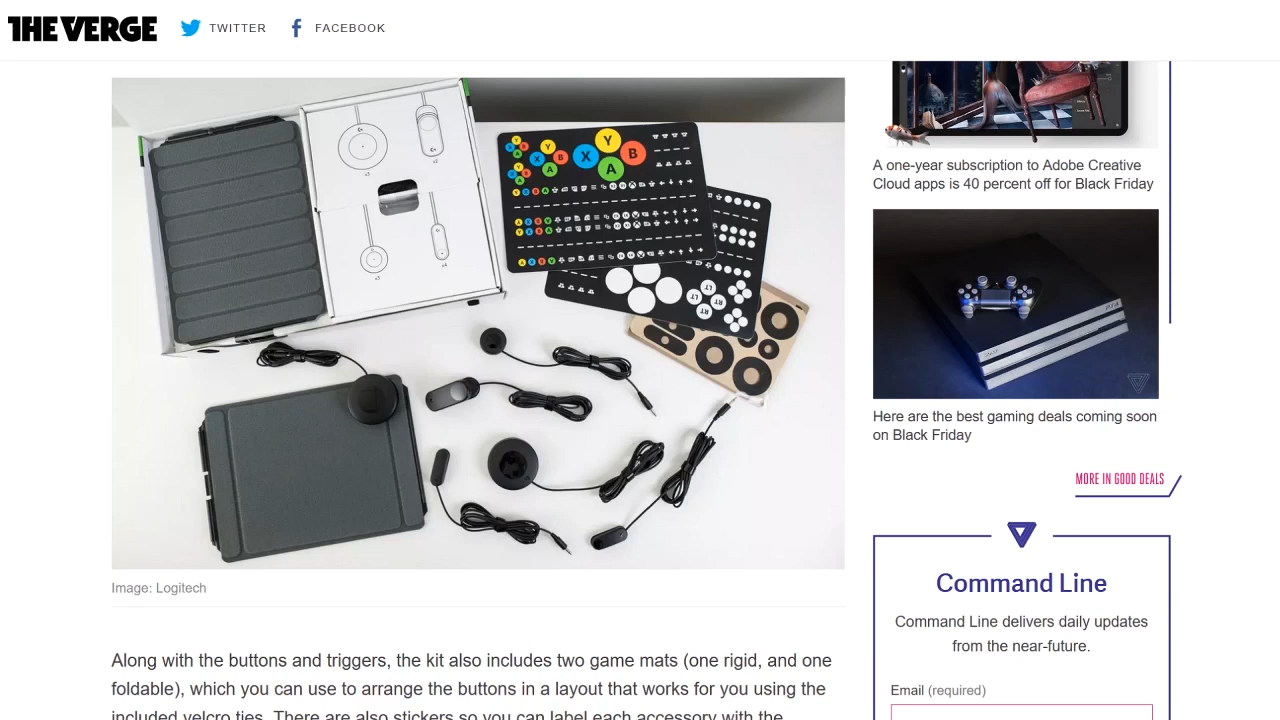 THE VERGE
TWITTER
FACEBOOK
Y
X
B
A
Y
X
B
A
LT
RT
LT
RT
Image: Logitech
Along with the buttons and triggers, the kit also includes two game mats (one rigid, and one
foldable), which you can use to arrange the buttons in a layout that works for you using the
included velcro ties. There are also stickers so you can label each accessory with the
A one-year subscription to Adobe Creative
Cloud apps is 40 percent off for Black Friday
Here are the best gaming deals coming soon
on Black Friday
MORE IN GOOD DEALS
Command Line
Command Line delivers daily updates
from the near-future.
Email (required)